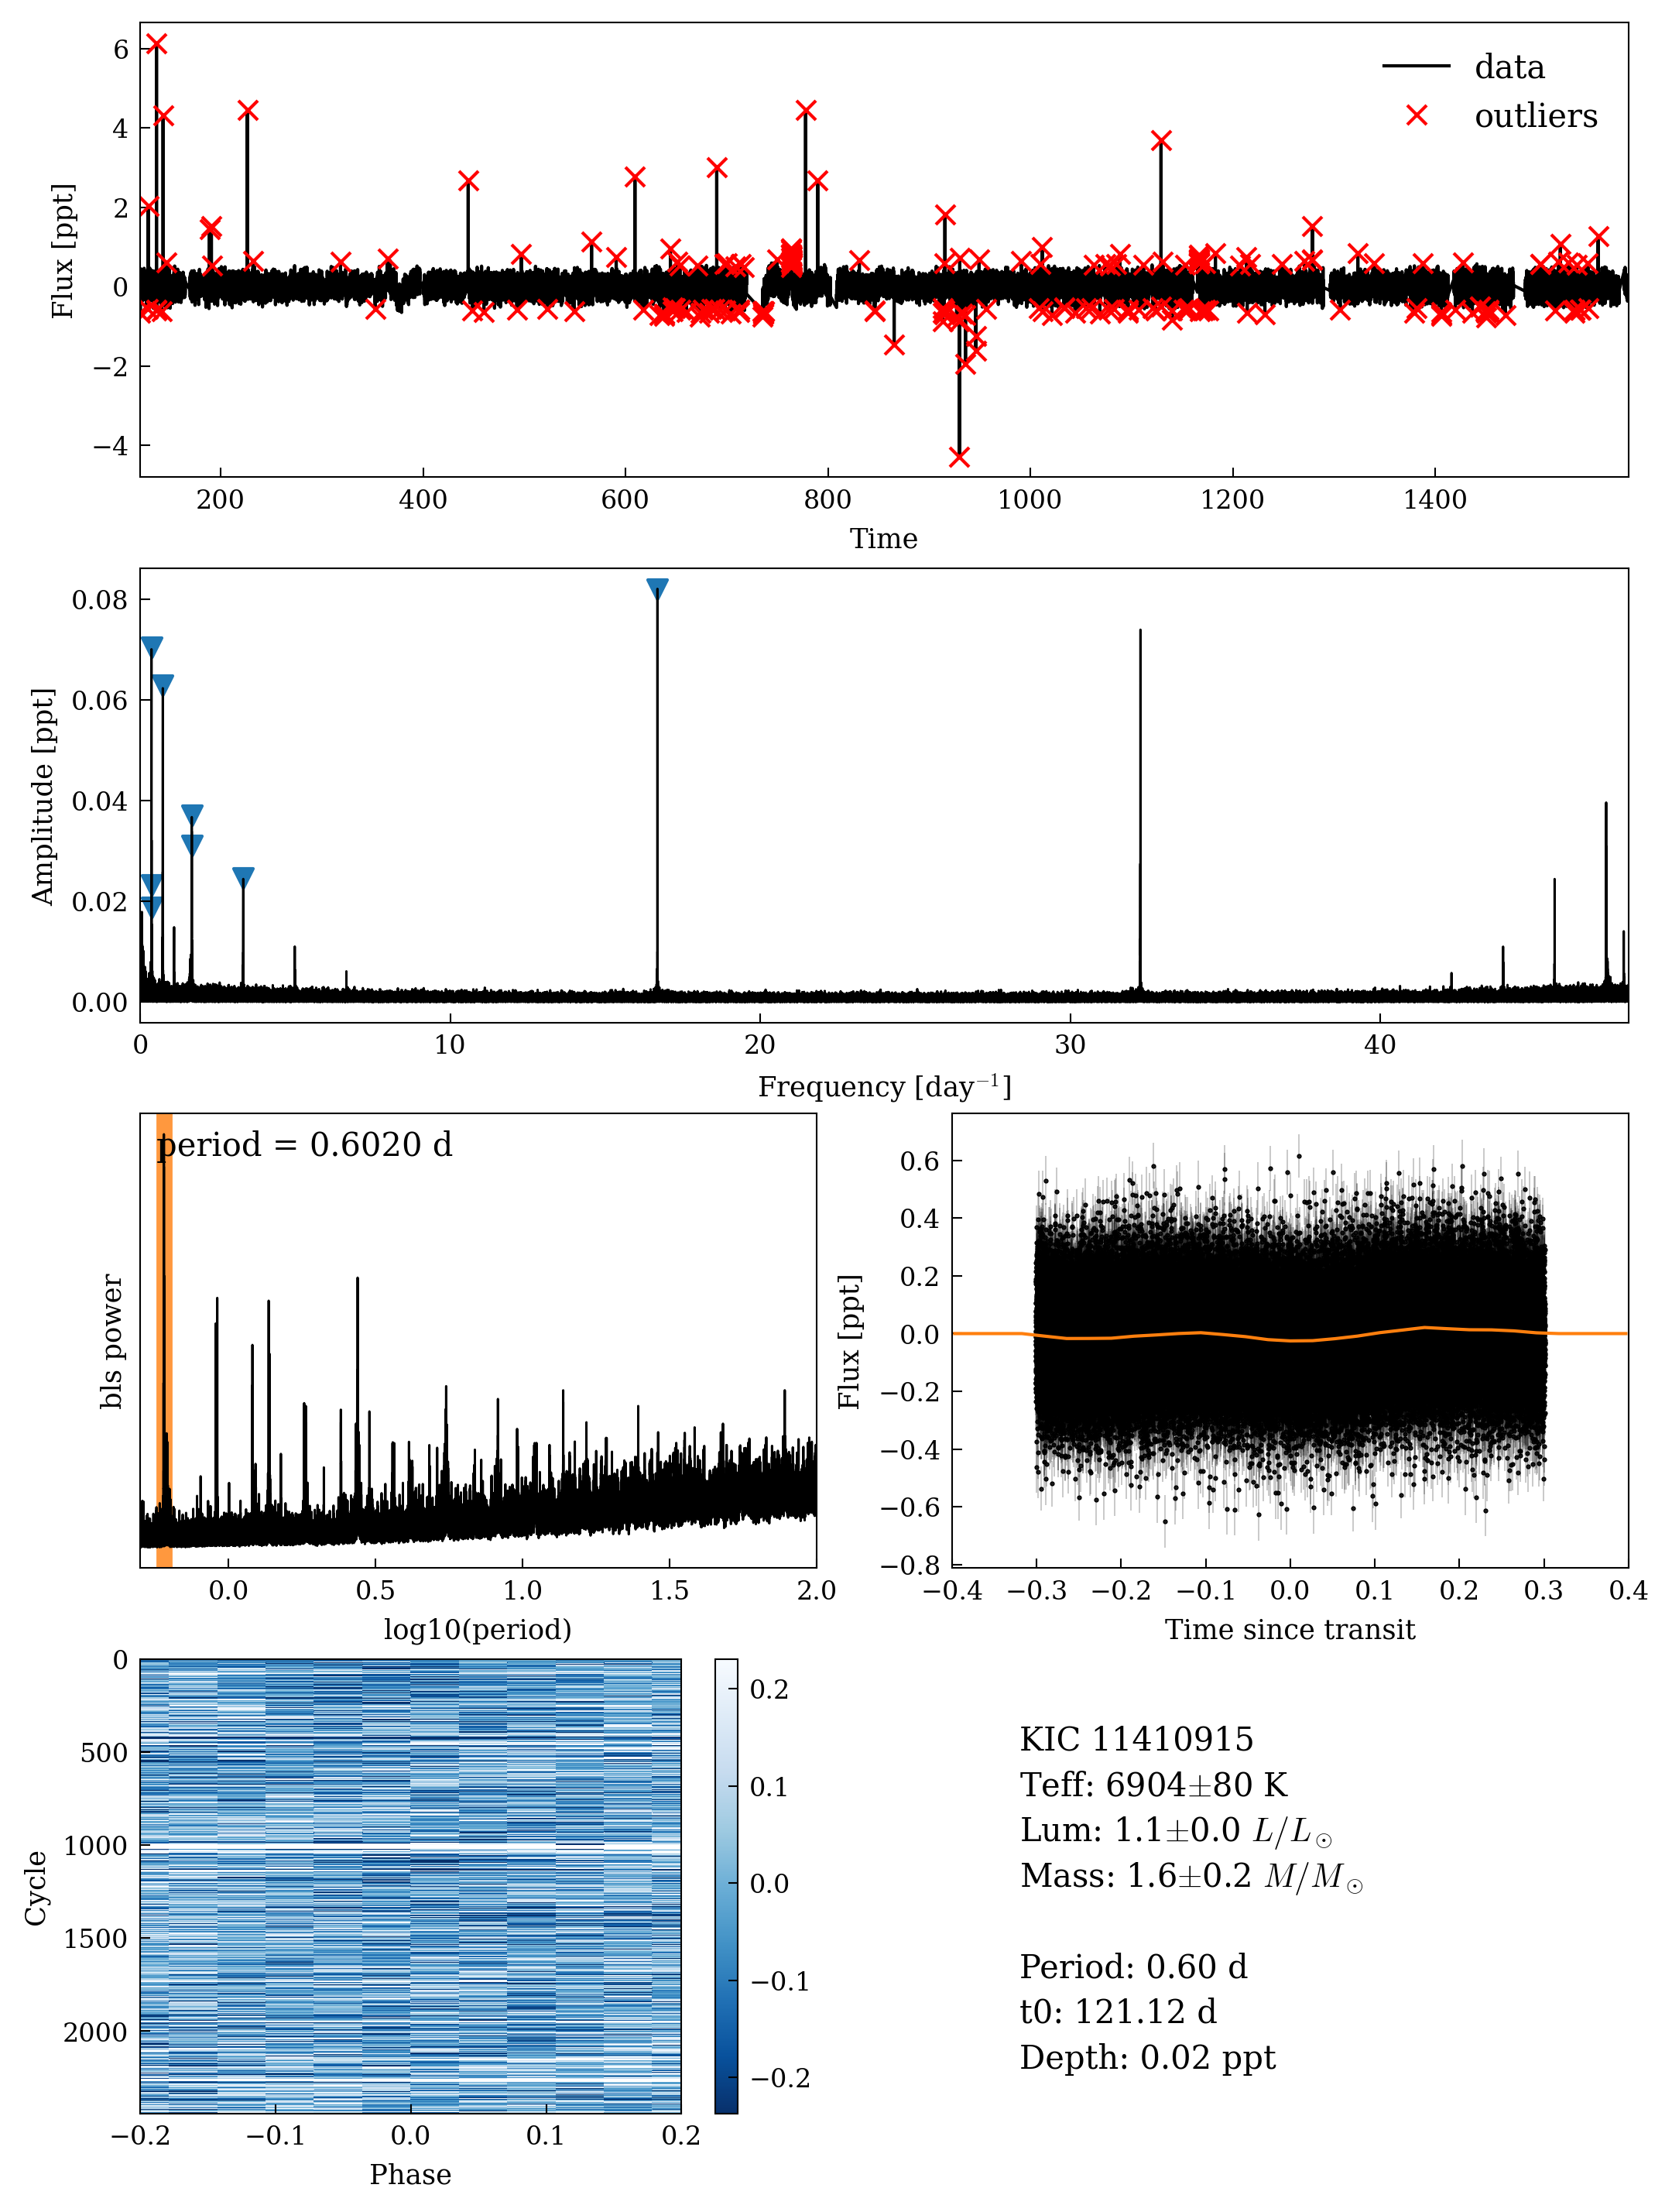 6
4
2
0
−2
−4
Flux [ppt]
data
outliers
200 400 600 800 1000 1200 1400
Time
0.08
0.06
0.04
0.02
0.00
Amplitude [ppt]
0 10 20 30 40
Frequency [day$^{-1}$]
period = 0.6020 d
bls power
0.0 0.5 1.0 1.5 2.0
log10(period)
0.6
0.4
0.2
0.0
−0.2
−0.4
−0.6
−0.8
Flux [ppt]
−0.4 −0.3 −0.2 −0.1 0.0 0.1 0.2 0.3 0.4
Time since transit
0
500
1000
1500
2000
Cycle
−0.2 −0.1 0.0 0.1 0.2
Phase
0.2
0.1
0.0
−0.1
−0.2
KIC 11410915
Teff: 6904±80 K
Lum: 1.1±0.0 L/L☉
Mass: 1.6±0.2 M/M☉
Period: 0.60 d
t0: 121.12 d
Depth: 0.02 ppt